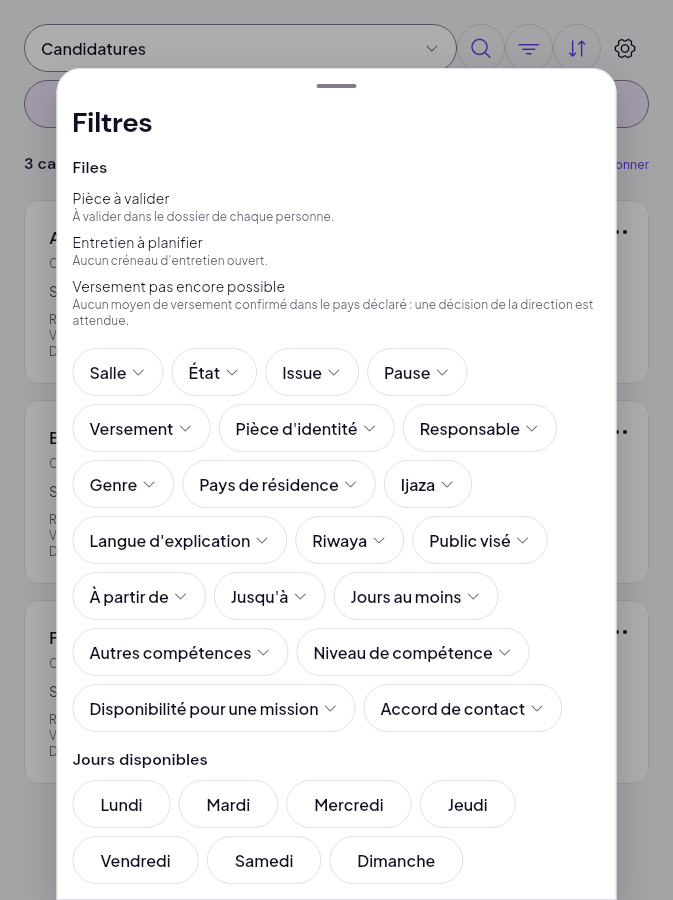 Candidatures
3 ca
onner
Filtres
Files
Pièce à valider
À valider dans le dossier de chaque personne.
Entretien à planifier
Aucun créneau d'entretien ouvert.
Versement pas encore possible
Aucun moyen de versement confirmé dans le pays déclaré : une décision de la direction est
attendue.
Salle État Issue Pause
Versement Pièce d'identité Responsable
Genre Pays de résidence Ijaza
Langue d'explication Riwaya Public visé
À partir de Jusqu'à Jours au moins
Autres compétences Niveau de compétence
Disponibilité pour une mission Accord de contact
Jours disponibles
Lundi Mardi Mercredi Jeudi
Vendredi Samedi Dimanche